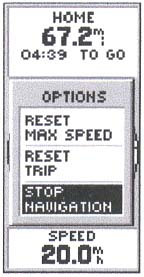 HOME
67.2mi
04:39 TO GO
OPTIONS
RESET
MAX SPEED
RESET
TRIP
STOP
NAVIGATION
SPEED
20.0mh